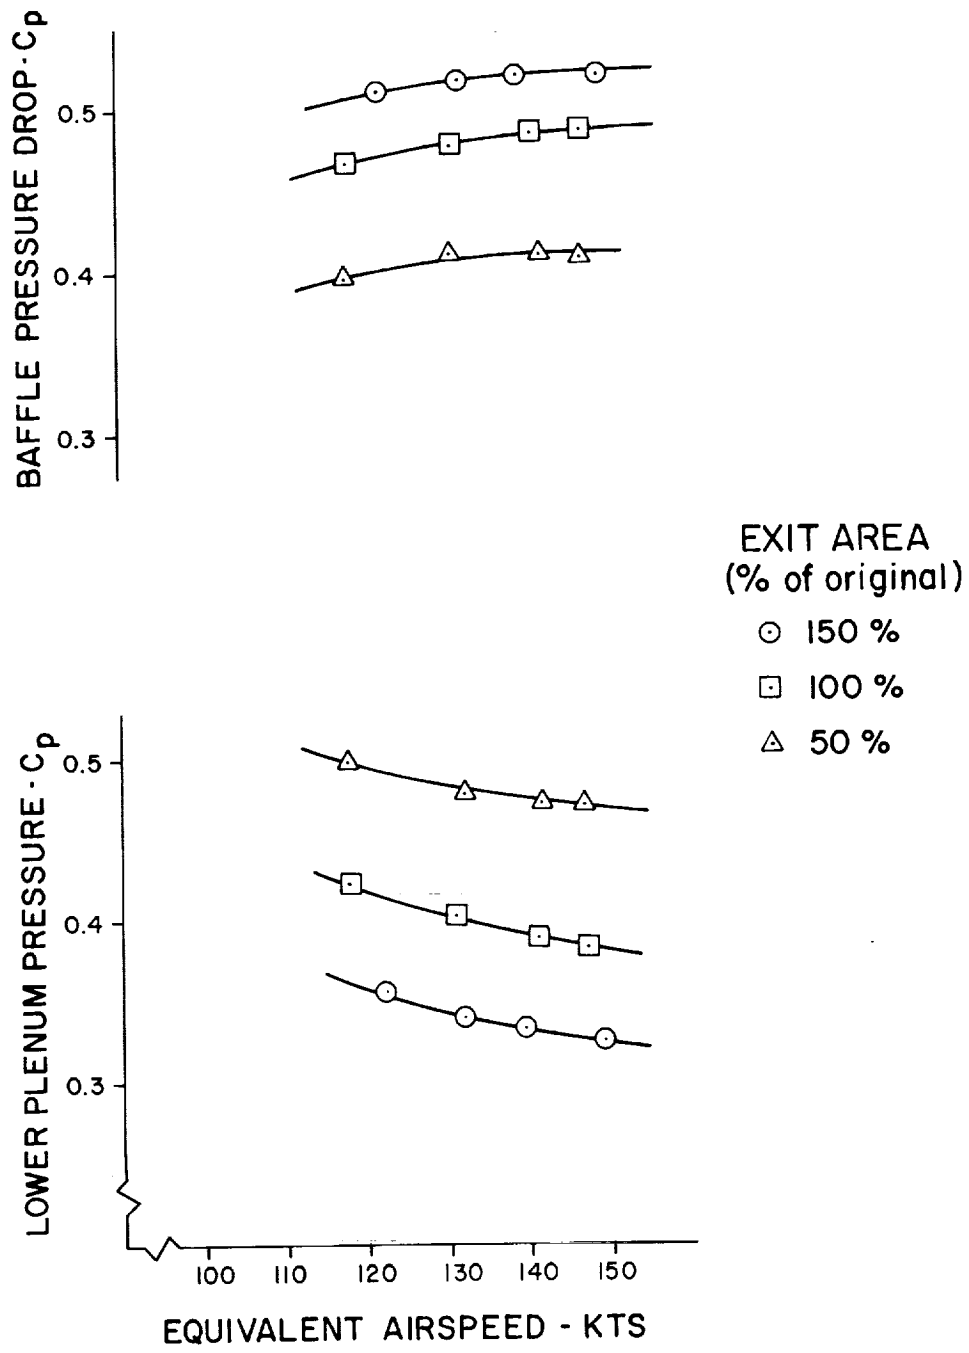 BAFFLE PRESSURE DROP-Cp
0.5
0.4
0.3
EXIT AREA
(% of original)
150 %
100 %
50 %
LOWER PLENUM PRESSURE - Cp
0.5
0.4
0.3
100 110 120 130 140 150
EQUIVALENT AIRSPEED - KTS